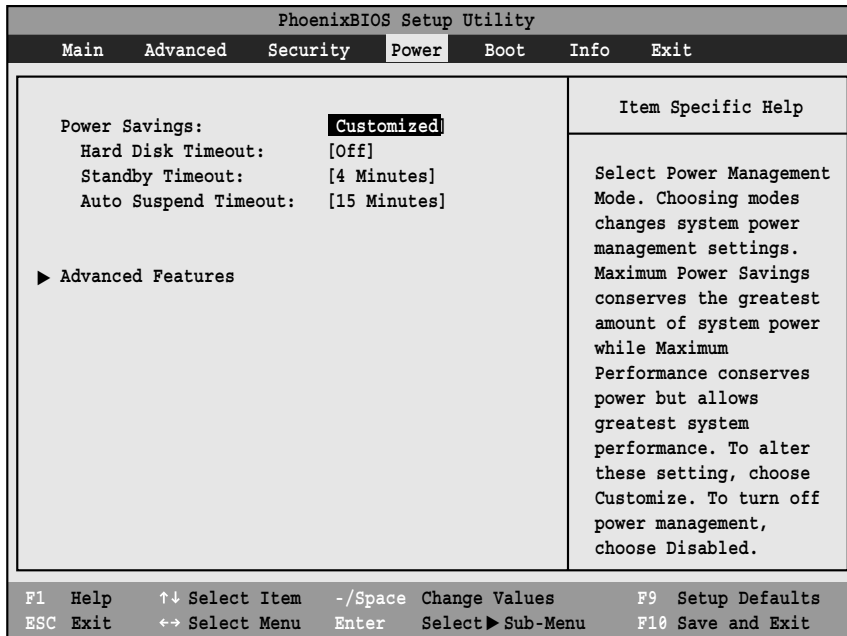 PhoenixBIOS Setup Utility
Main Advanced Security Power Boot Info Exit
Power Savings: Customized]
Hard Disk Timeout: [Off]
Standby Timeout: [4 Minutes]
Auto Suspend Timeout: [15 Minutes]
▶ Advanced Features
Item Specific Help
Select Power Management
Mode. Choosing modes
changes system power
management settings.
Maximum Power Savings
conserves the greatest
amount of system power
while Maximum
Performance conserves
power but allows
greatest system
performance. To alter
these setting, choose
Customize. To turn off
power management,
choose Disabled.
F1 Help ↑↓ Select Item -/Space Change Values F9 Setup Defaults
ESC Exit ←→ Select Menu Enter Select ▶ Sub-Menu F10 Save and Exit